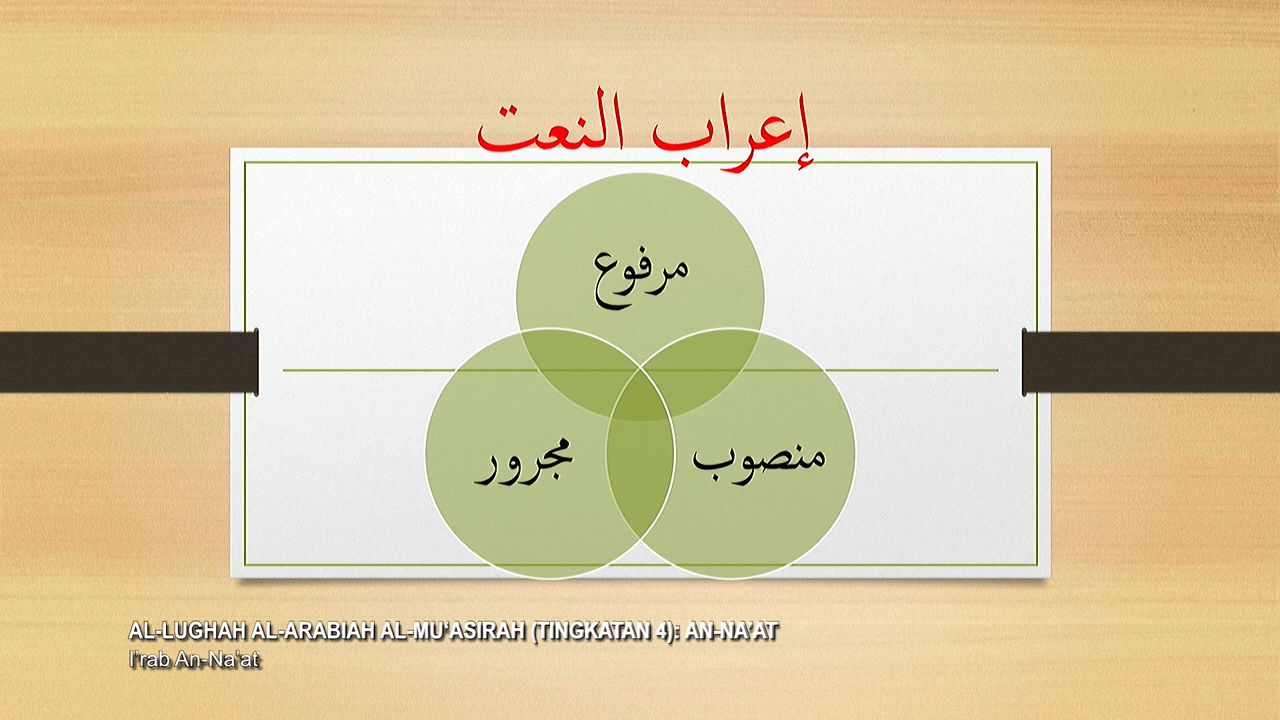 إعراب النعت
مرفوع
منصوب
مجرور
AL-LUGHAH AL-ARABIAH AL-MU'ASIRAH (TINGKATAN 4): AN-NA'AT
I'rab An-Na'at